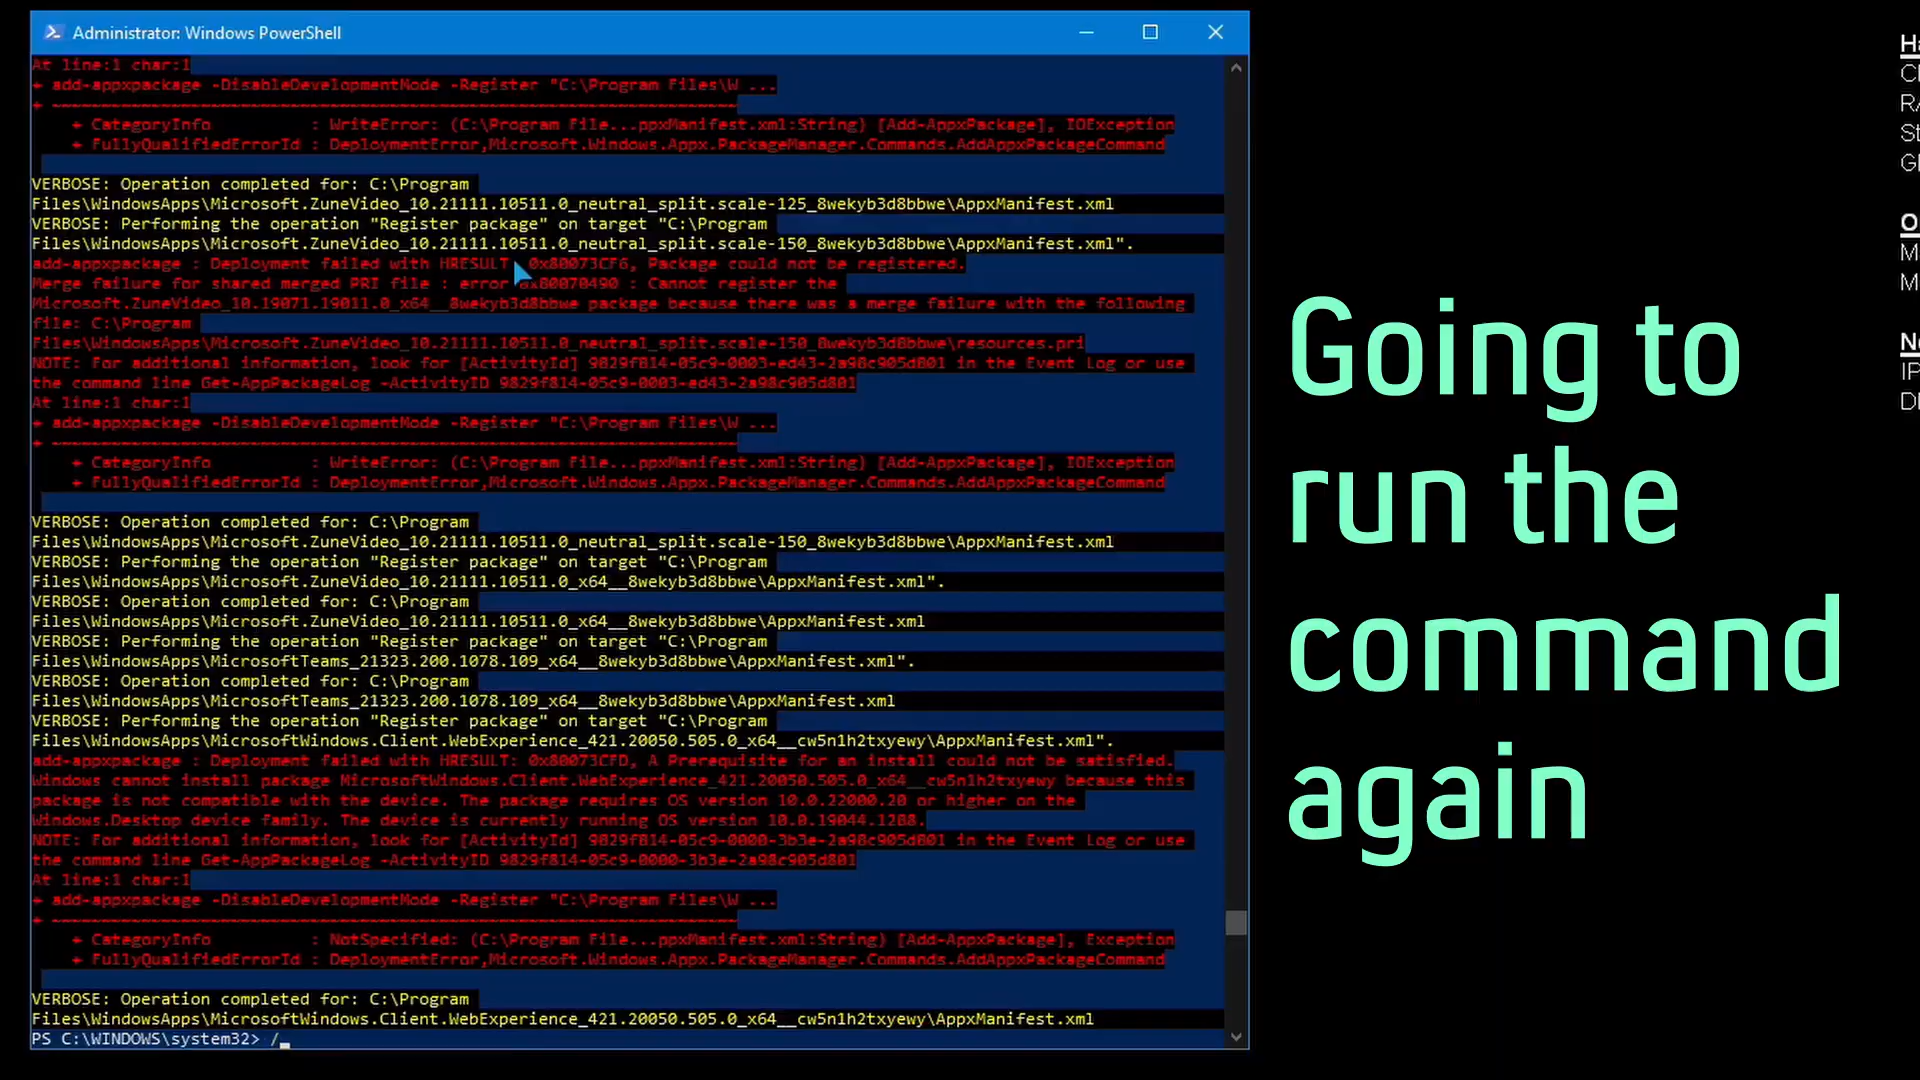 Administrator: Windows PowerShell
At line:1 char:1
+ add-appxpackage -DisableDevelopmentMode -Register "C:\Program Files\W ...
+ ~~~~~~~~~~~~~~~~~~~~~~~~~~~~~~~~~~~~~~~~~~~~~~~~~~~~~~~~~~~~~~~~~~~~~
+ CategoryInfo : WriteError: (C:\Program File...ppxManifest.xml:String) [Add-AppxPackage], IOException
+ FullyQualifiedErrorId : DeploymentError,Microsoft.Windows.Appx.PackageManager.Commands.AddAppxPackageCommand
VERBOSE: Operation completed for: C:\Program
Files\WindowsApps\Microsoft.ZuneVideo_10.21111.10511.0_neutral_split.scale-125_8wekyb3d8bbwe\AppxManifest.xml
VERBOSE: Performing the operation "Register package" on target "C:\Program
Files\WindowsApps\Microsoft.ZuneVideo_10.21111.10511.0_neutral_split.scale-150_8wekyb3d8bbwe\AppxManifest.xml".
add-appxpackage : Deployment failed with HRESULT: 0x80073CF6, Package could not be registered.
Merge failure for shared merged PRI file : error 0x80070490 : Cannot register the
Microsoft.ZuneVideo_10.19071.19011.0_x64__8wekyb3d8bbwe package because there was a merge failure with the following
file: C:\Program
Files\WindowsApps\Microsoft.ZuneVideo_10.21111.10511.0_neutral_split.scale-150_8wekyb3d8bbwe\resources.pri
NOTE: For additional information, look for [ActivityId] 9829f814-05c9-0003-ed43-2a98c905d801 in the Event Log or use
the command line Get-AppPackageLog -ActivityID 9829f814-05c9-0003-ed43-2a98c905d801
At line:1 char:1
+ add-appxpackage -DisableDevelopmentMode -Register "C:\Program Files\W ...
+ ~~~~~~~~~~~~~~~~~~~~~~~~~~~~~~~~~~~~~~~~~~~~~~~~~~~~~~~~~~~~~~~~~~~~~
+ CategoryInfo : WriteError: (C:\Program File...ppxManifest.xml:String) [Add-AppxPackage], IOException
+ FullyQualifiedErrorId : DeploymentError,Microsoft.Windows.Appx.PackageManager.Commands.AddAppxPackageCommand
VERBOSE: Operation completed for: C:\Program
Files\WindowsApps\Microsoft.ZuneVideo_10.21111.10511.0_neutral_split.scale-150_8wekyb3d8bbwe\AppxManifest.xml
VERBOSE: Performing the operation "Register package" on target "C:\Program
Files\WindowsApps\Microsoft.ZuneVideo_10.21111.10511.0_x64__8wekyb3d8bbwe\AppxManifest.xml".
VERBOSE: Operation completed for: C:\Program
Files\WindowsApps\Microsoft.ZuneVideo_10.21111.10511.0_x64__8wekyb3d8bbwe\AppxManifest.xml
VERBOSE: Performing the operation "Register package" on target "C:\Program
Files\WindowsApps\MicrosoftTeams_21323.200.1078.109_x64__8wekyb3d8bbwe\AppxManifest.xml".
VERBOSE: Operation completed for: C:\Program
Files\WindowsApps\MicrosoftTeams_21323.200.1078.109_x64__8wekyb3d8bbwe\AppxManifest.xml
VERBOSE: Performing the operation "Register package" on target "C:\Program
Files\WindowsApps\MicrosoftWindows.Client.WebExperience_421.20050.505.0_x64__cw5n1h2txyewy\AppxManifest.xml".
add-appxpackage : Deployment failed with HRESULT: 0x80073CFD, A Prerequisite for an install could not be satisfied.
Windows cannot install package MicrosoftWindows.Client.WebExperience_421.20050.505.0_x64__cw5n1h2txyewy because this
package is not compatible with the device. The package requires OS version 10.0.22000.20 or higher on the
Windows.Desktop device family. The device is currently running OS version 10.0.19044.1288.
NOTE: For additional information, look for [ActivityId] 9829f814-05c9-0000-3b3e-2a98c905d801 in the Event Log or use
the command line Get-AppPackageLog -ActivityID 9829f814-05c9-0000-3b3e-2a98c905d801
At line:1 char:1
+ add-appxpackage -DisableDevelopmentMode -Register "C:\Program Files\W ...
+ ~~~~~~~~~~~~~~~~~~~~~~~~~~~~~~~~~~~~~~~~~~~~~~~~~~~~~~~~~~~~~~~~~~~~~
+ CategoryInfo : NotSpecified: (C:\Program File...ppxManifest.xml:String) [Add-AppxPackage], Exception
+ FullyQualifiedErrorId : DeploymentError,Microsoft.Windows.Appx.PackageManager.Commands.AddAppxPackageCommand
VERBOSE: Operation completed for: C:\Program
Files\WindowsApps\MicrosoftWindows.Client.WebExperience_421.20050.505.0_x64__cw5n1h2txyewy\AppxManifest.xml
PS C:\WINDOWS\system32> /_
Going to
run the
command
again